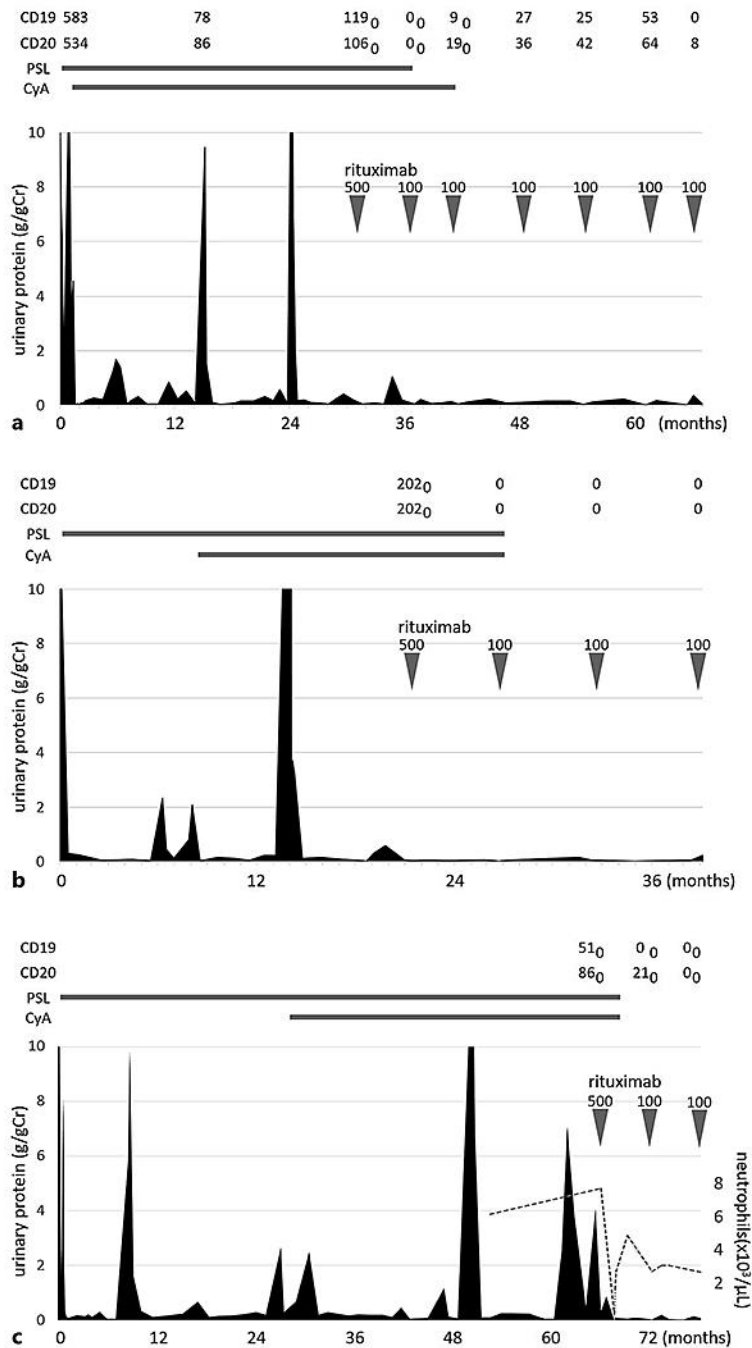 CD19 583 78 119 0 9 0 27 25 53 0
CD20 534 86 106 0 0 0 19 0 36 42 64 8
PSL
CyA
10
rituximab
500 100 100 100 100 100 100
8
6
4
2
0
urinary protein (g/gCr)
a 0 12 24 36 48 60 (months)
CD19 202 0 0 0 0
CD20 202 0 0 0 0
PSL
CyA
10
rituximab
500 100 100 100
8
6
4
2
0
urinary protein (g/gCr)
b 0 12 24 36 (months)
CD19 51 0 0 0 0 0
CD20 86 0 21 0 0 0
PSL
CyA
10
rituximab
500 100 100
8
6
4
2
0
urinary protein (g/gCr)
8
6
4
2
neutrophils(x10³/μL)
c 0 12 24 36 48 60 72 (months)